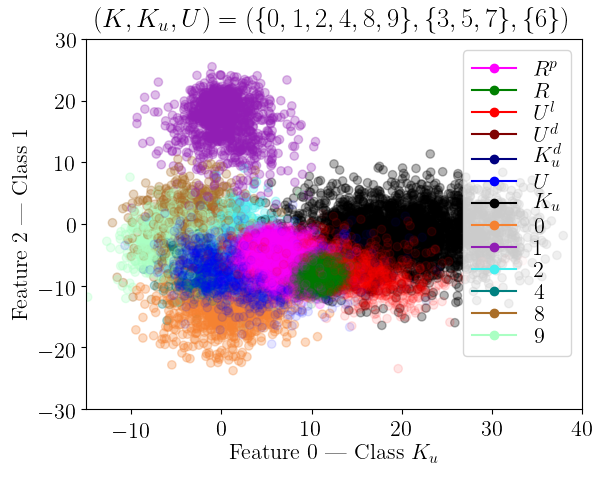 (K, K_u, U) = ({0, 1, 2, 4, 8, 9}, {3, 5, 7}, {6})
30
20
10
0
−10
−20
−30
Feature 2 — Class 1
R^p
R
U^l
U^d
K_u^d
U
K_u
0
1
2
4
8
9
−10
0
10
20
30
40
Feature 0 — Class K_u